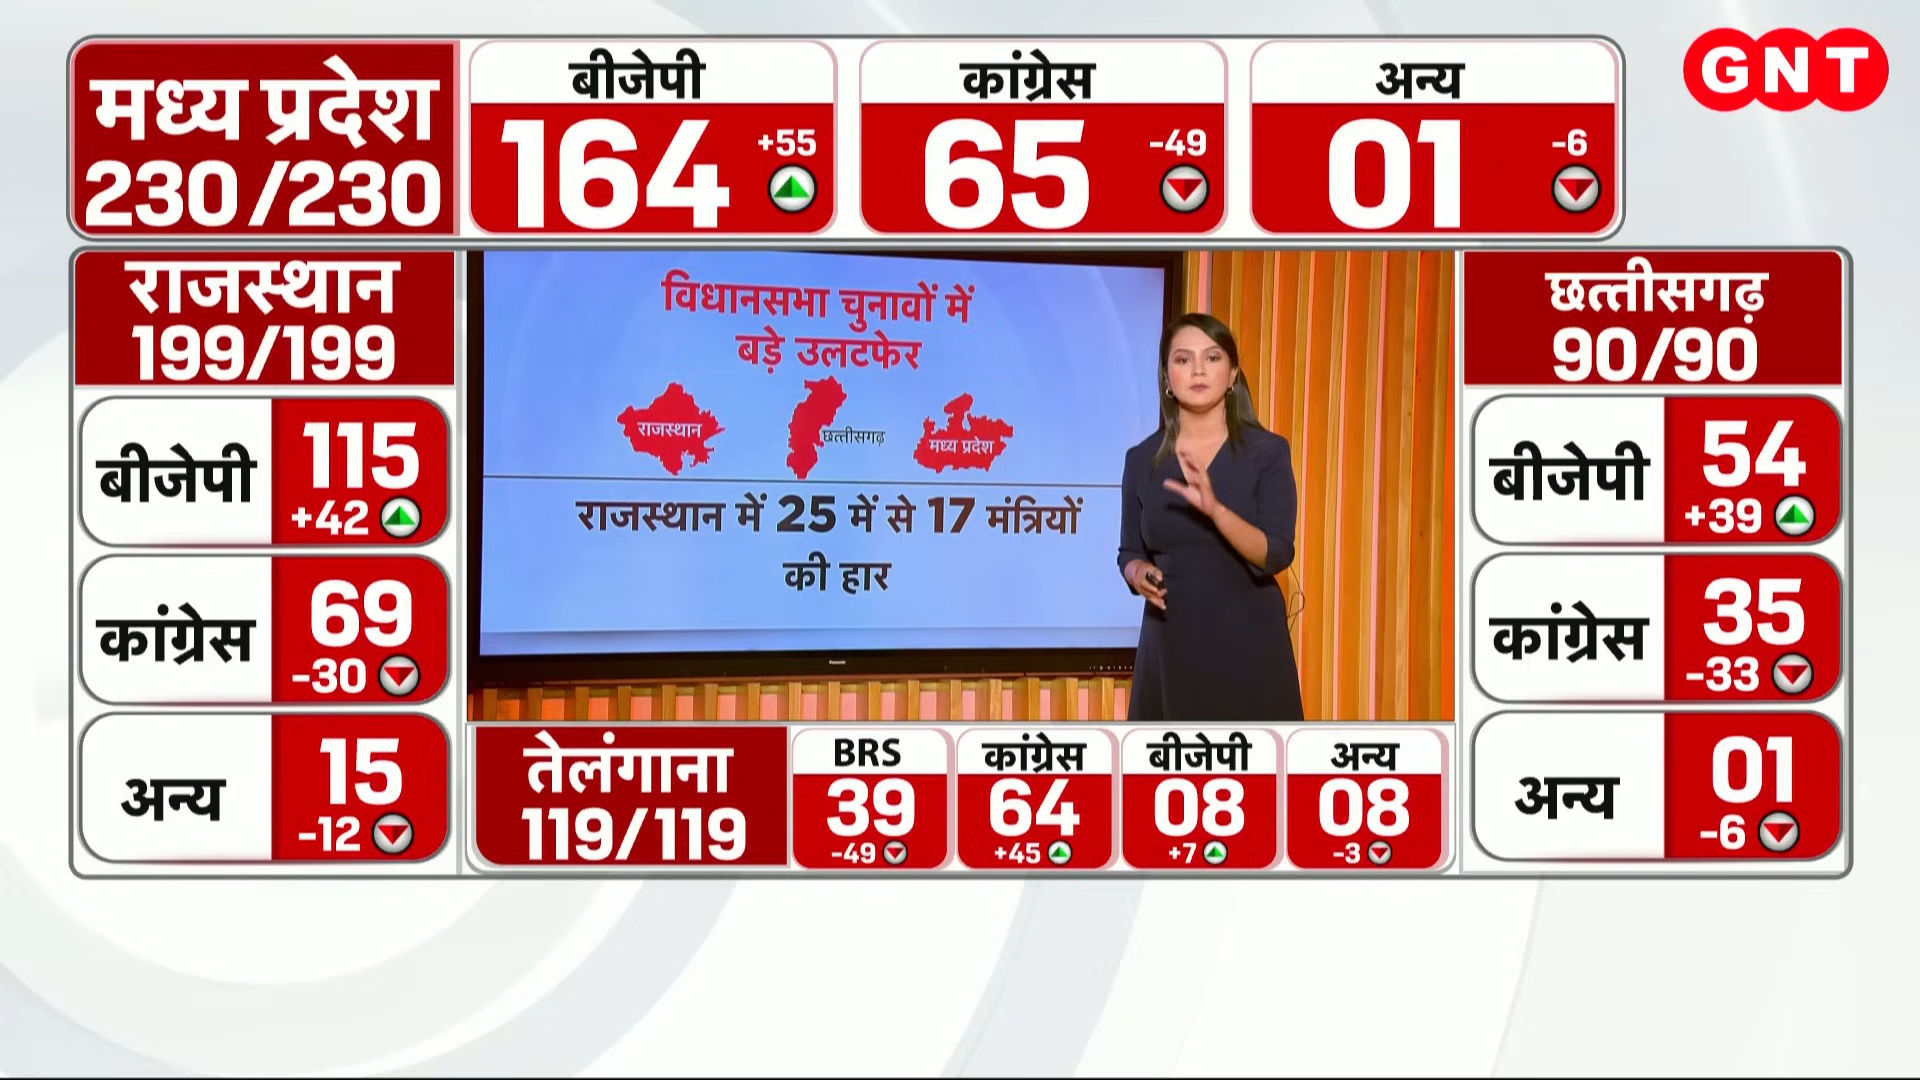 मध्य प्रदेश
230/230
बीजेपी
164
+55
कांग्रेस
65
-49
अन्य
01
-6
GNT
राजस्थान
199/199
बीजेपी
115
+42
कांग्रेस
69
-30
अन्य
15
-12
विधानसभा चुनावों में
बड़े उलटफेर
राजस्थान
छत्तीसगढ़
मध्य प्रदेश
राजस्थान में 25 में से 17 मंत्रियों
की हार
छत्तीसगढ़
90/90
बीजेपी
54
+39
कांग्रेस
35
-33
अन्य
01
-6
तेलंगाना
119/119
BRS
39
-49
कांग्रेस
64
+45
बीजेपी
08
+7
अन्य
08
-3